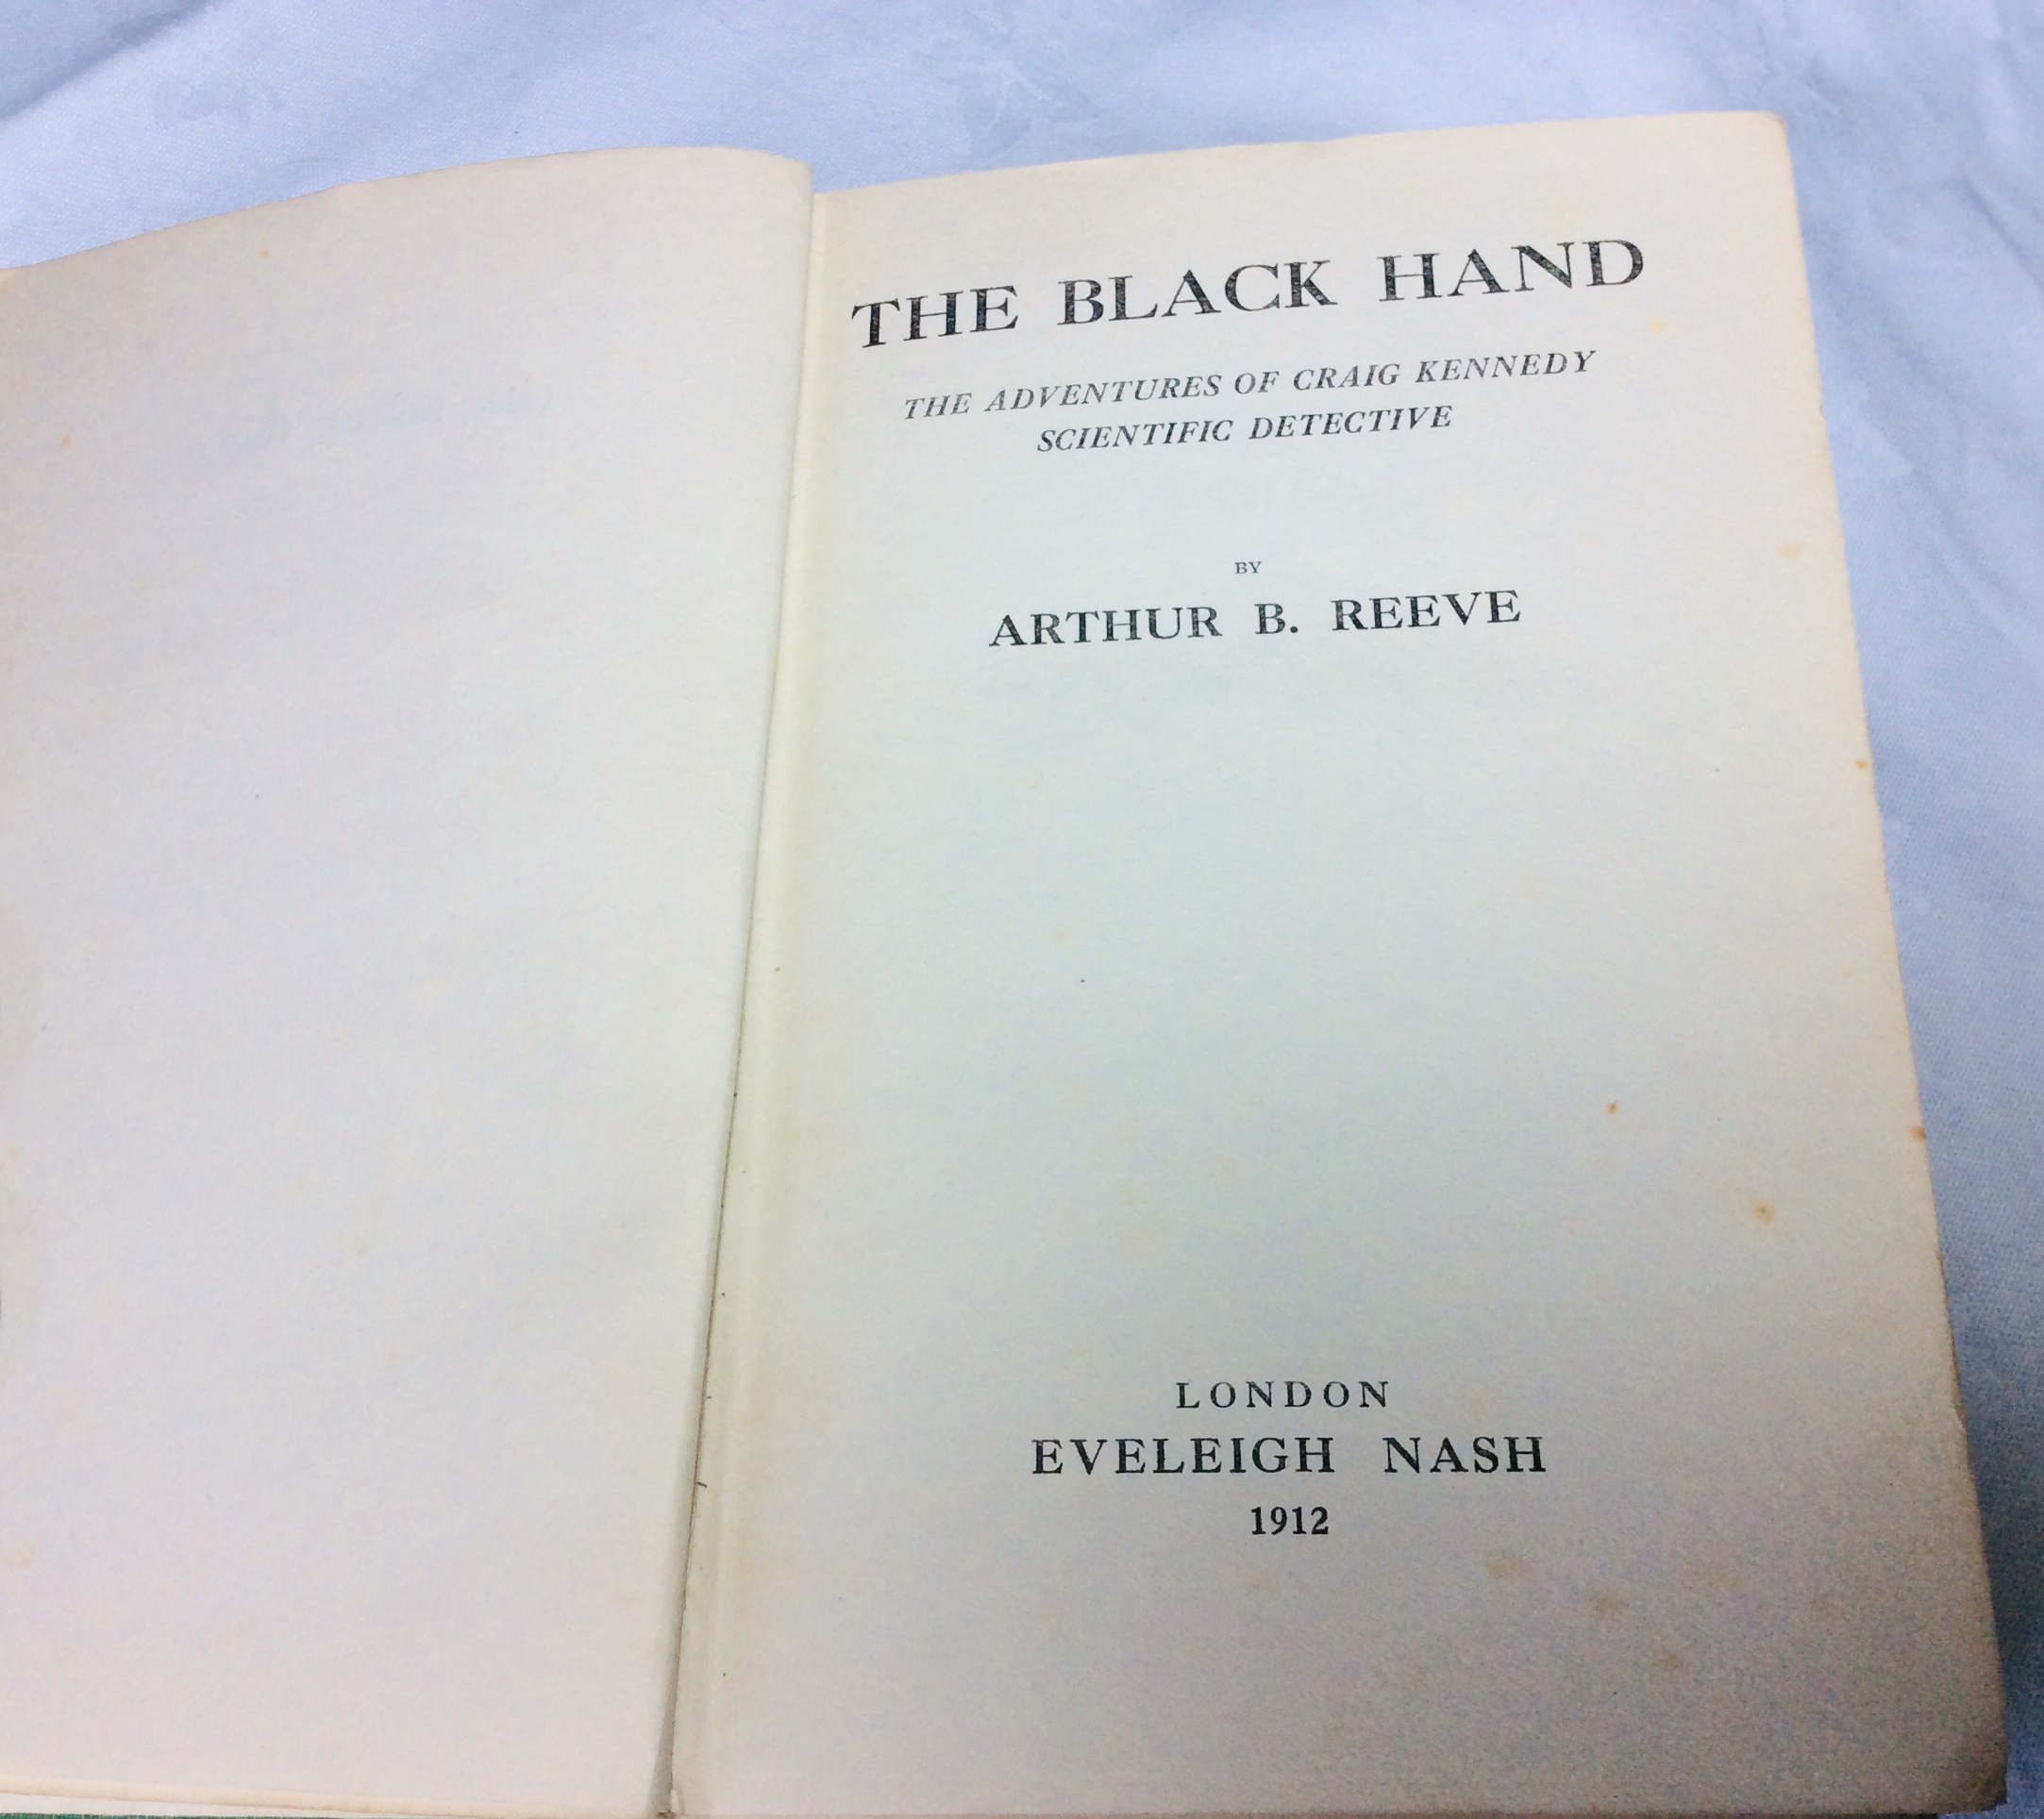 THE BLACK HAND
THE ADVENTURES OF CRAIG KENNEDY
SCIENTIFIC DETECTIVE
BY
ARTHUR B. REEVE
LONDON
EVELEIGH NASH
1912